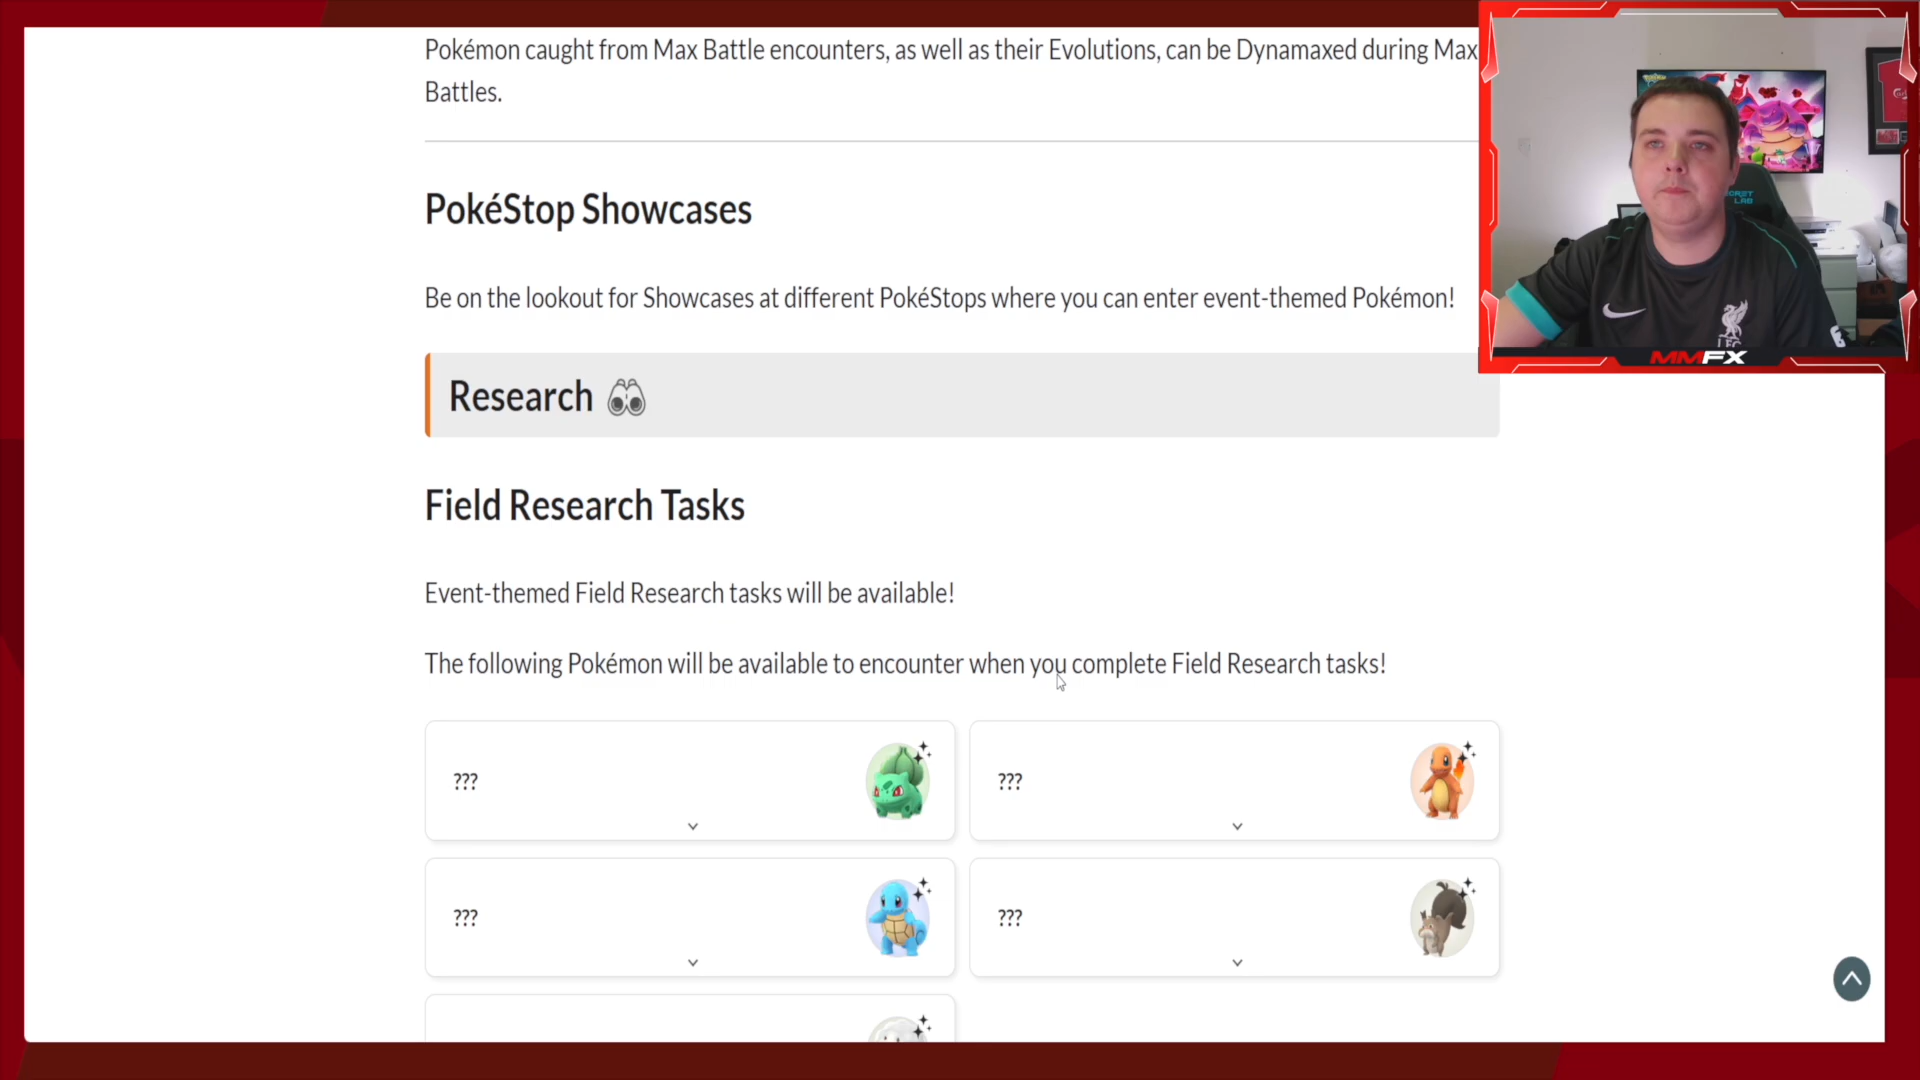 Pokémon caught from Max Battle encounters, as well as their Evolutions, can be Dynamaxed during Max
Battles.
PokéStop Showcases
Be on the lookout for Showcases at different PokéStops where you can enter event-themed Pokémon!
Research
Field Research Tasks
Event-themed Field Research tasks will be available!
The following Pokémon will be available to encounter when you complete Field Research tasks!
???
???
???
???
SECRET
LAB
LFC
MMFX